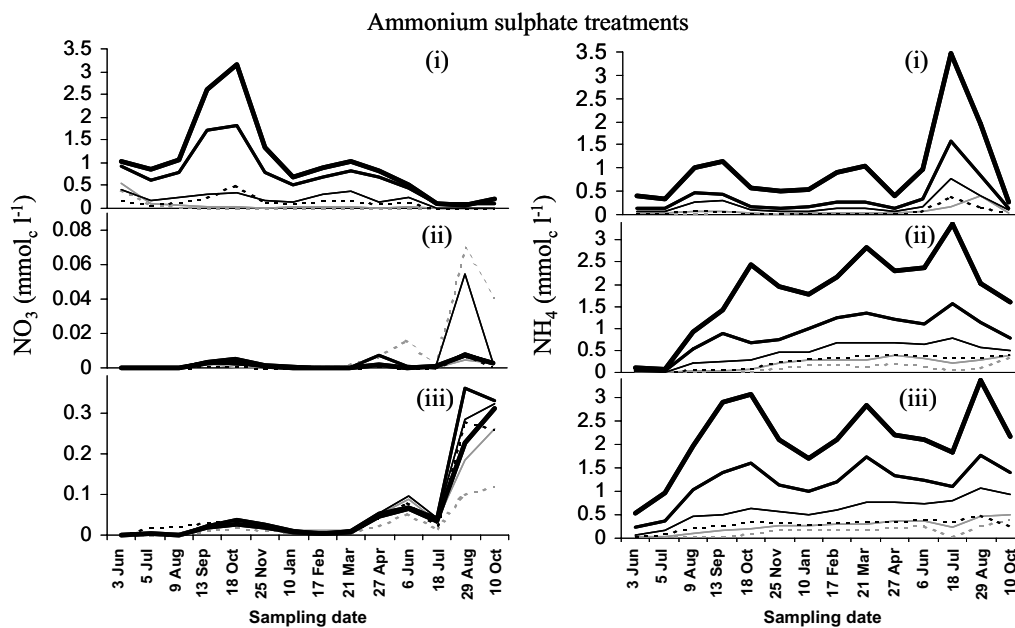 Ammonium sulphate treatments
3.5
3
2.5
2
1.5
1
0.5
0
(i)
0.08
0.06
0.04
0.02
0
(ii)
0.3
0.2
0.1
0
(iii)
NO3 (mmolc l-1)
3 Jun
5 Jul
9 Aug
13 Sep
18 Oct
25 Nov
10 Jan
17 Feb
21 Mar
27 Apr
6 Jun
18 Jul
29 Aug
10 Oct
Sampling date
3.5
3
2.5
2
1.5
1
0.5
0
(i)
3
2.5
2
1.5
1
0.5
0
(ii)
3
2.5
2
1.5
1
0.5
0
(iii)
NH4 (mmolc l-1)
3 Jun
5 Jul
9 Aug
13 Sep
18 Oct
25 Nov
10 Jan
17 Feb
21 Mar
27 Apr
6 Jun
18 Jul
29 Aug
10 Oct
Sampling date